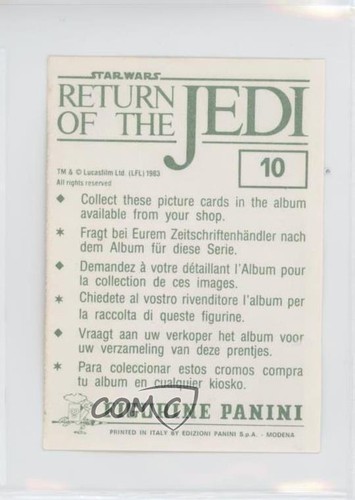 STAR WARS
RETURN
OF THE JEDI
10
TM & © Lucasfilm Ltd. (LFL) 1983
All rights reserved
◆ Collect these picture cards in the album
available from your shop.
✶ Fragt bei Eurem Zeitschriftenhändler nach
dem Album für diese Serie.
◆ Demandez à votre détaillant l'Album pour
la collection de ces images.
✶ Chiedete al vostro rivenditore l'album per
la raccolta di queste figurine.
◆ Vraagt aan uw verkoper het album voor
uw verzameling van deze prentjes.
✶ Para coleccionar estos cromos compra
tu album en cualquier kiosko.
COMC
FIGURINE PANINI
PRINTED IN ITALY BY EDIZIONI PANINI S.p.A. - MODENA